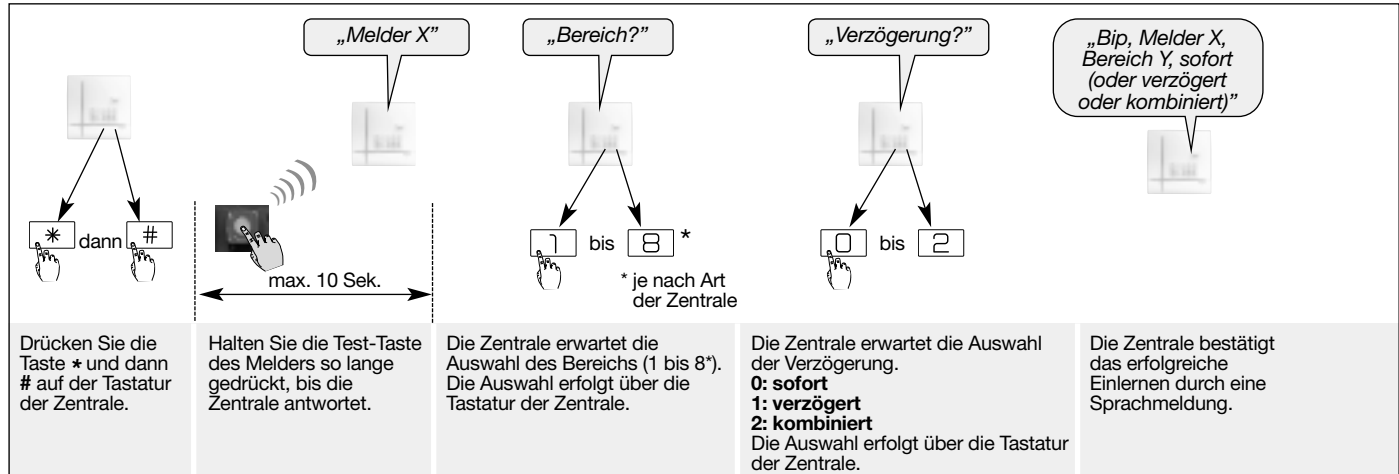 „Melder X”
„Bereich?”
„Verzögerung?”
„Bip, Melder X,
Bereich Y, sofort
(oder verzögert
oder kombiniert)”
* dann #
max. 10 Sek.
1 bis 8 *
* je nach Art
der Zentrale
0 bis 2
Drücken Sie die
Taste * und dann
# auf der Tastatur
der Zentrale.
Halten Sie die Test-Taste
des Melders so lange
gedrückt, bis die
Zentrale antwortet.
Die Zentrale erwartet die
Auswahl des Bereichs (1 bis 8*).
Die Auswahl erfolgt über die
Tastatur der Zentrale.
Die Zentrale erwartet die Auswahl
der Verzögerung.
0: sofort
1: verzögert
2: kombiniert
Die Auswahl erfolgt über die Tastatur
der Zentrale.
Die Zentrale bestätigt
das erfolgreiche
Einlernen durch eine
Sprachmeldung.